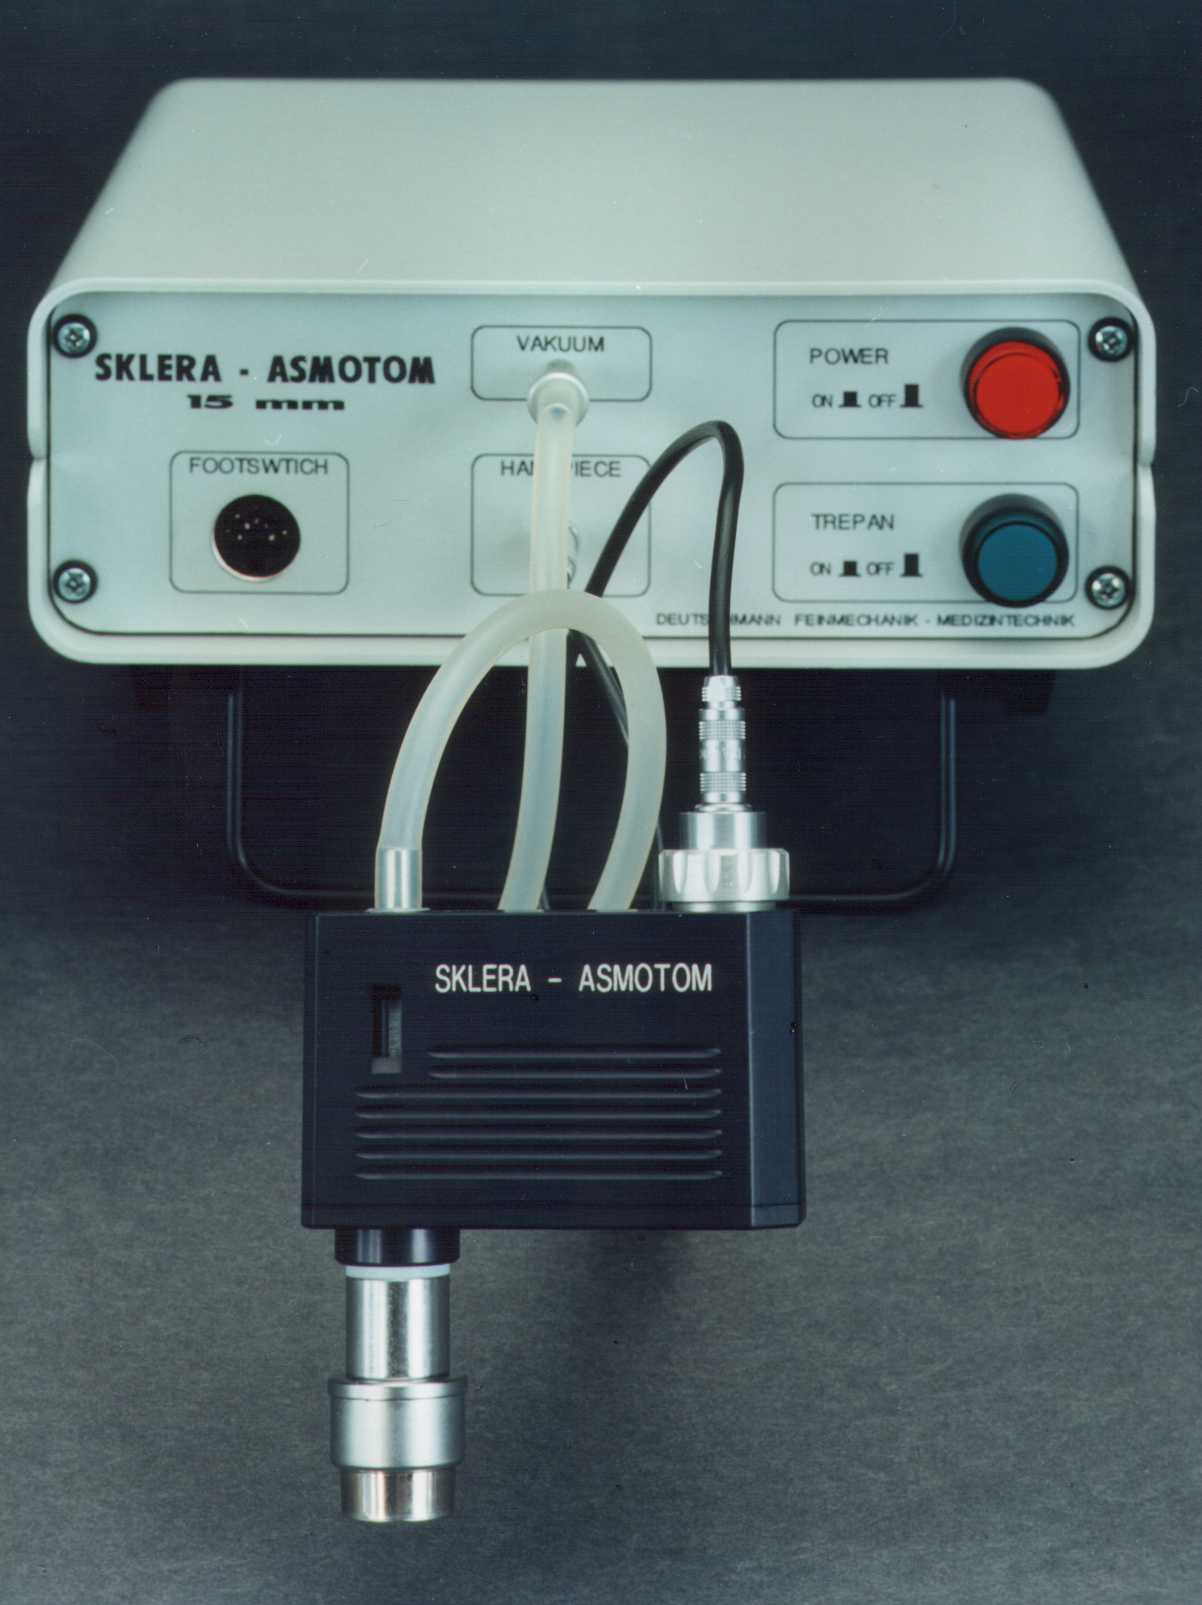 SKLERA - ASMOTOM
15 mm
VAKUUM
POWER
ON OFF
FOOTSWTICH
TREPAN
ON OFF
FEINMECHANIK - MEDIZINTECHNIK
SKLERA - ASMOTOM